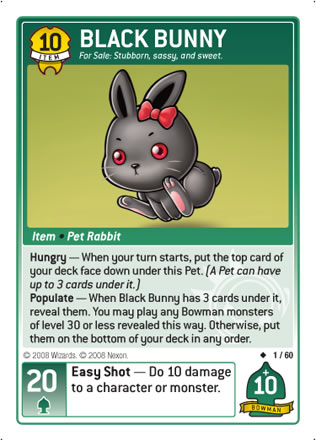 10
ITEM
BLACK BUNNY
For Sale: Stubborn, sassy, and sweet.
Item • Pet Rabbit
Hungry — When your turn starts, put the top card of
your deck face down under this Pet. (A Pet can have
up to 3 cards under it.)
Populate — When Black Bunny has 3 cards under it,
reveal them. You may play any Bowman monsters
of level 30 or less revealed this way. Otherwise, put
them on the bottom of your deck in any order.
© 2008 Wizards. © 2008 Nexon.
◆ 1 / 60
20
Easy Shot — Do 10 damage
to a character or monster.
+
10
BOWMAN